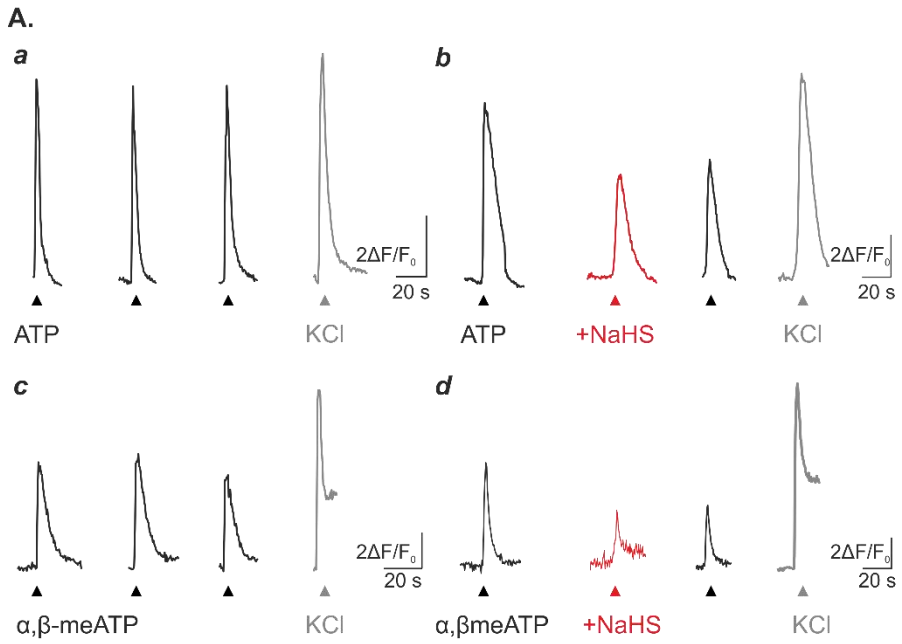 A.
a
b
2ΔF/F₀
20 s
2ΔF/F₀
20 s
ATP
KCl
ATP
+NaHS
KCl
c
d
2ΔF/F₀
20 s
2ΔF/F₀
20 s
α,β-meATP
KCl
α,βmeATP
+NaHS
KCl